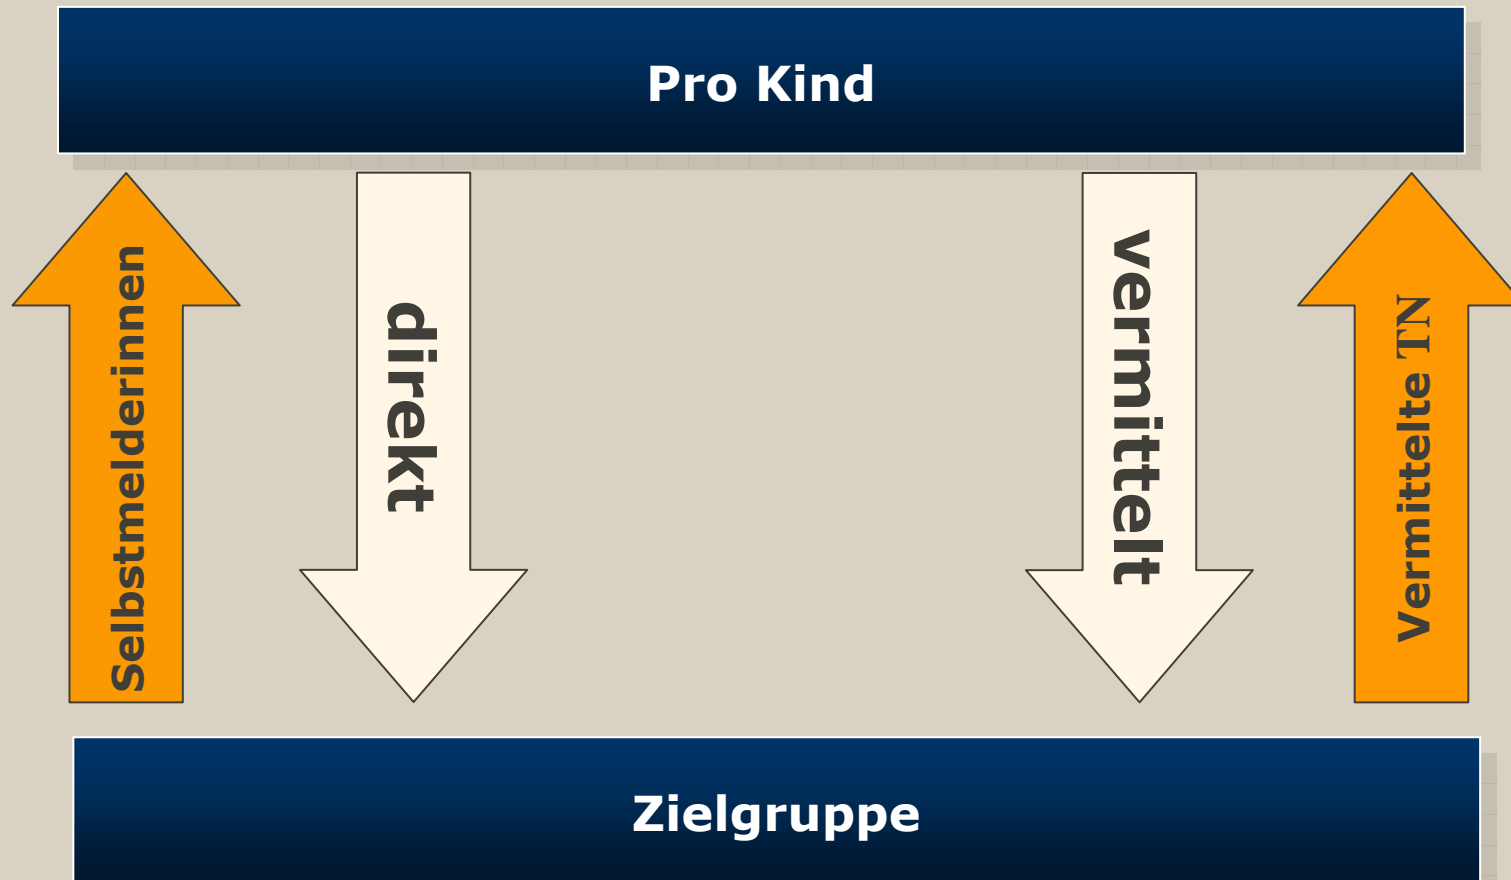 Pro Kind
Selbstmelderinnen
direkt
vermittelt
Vermittelte TN
Zielgruppe